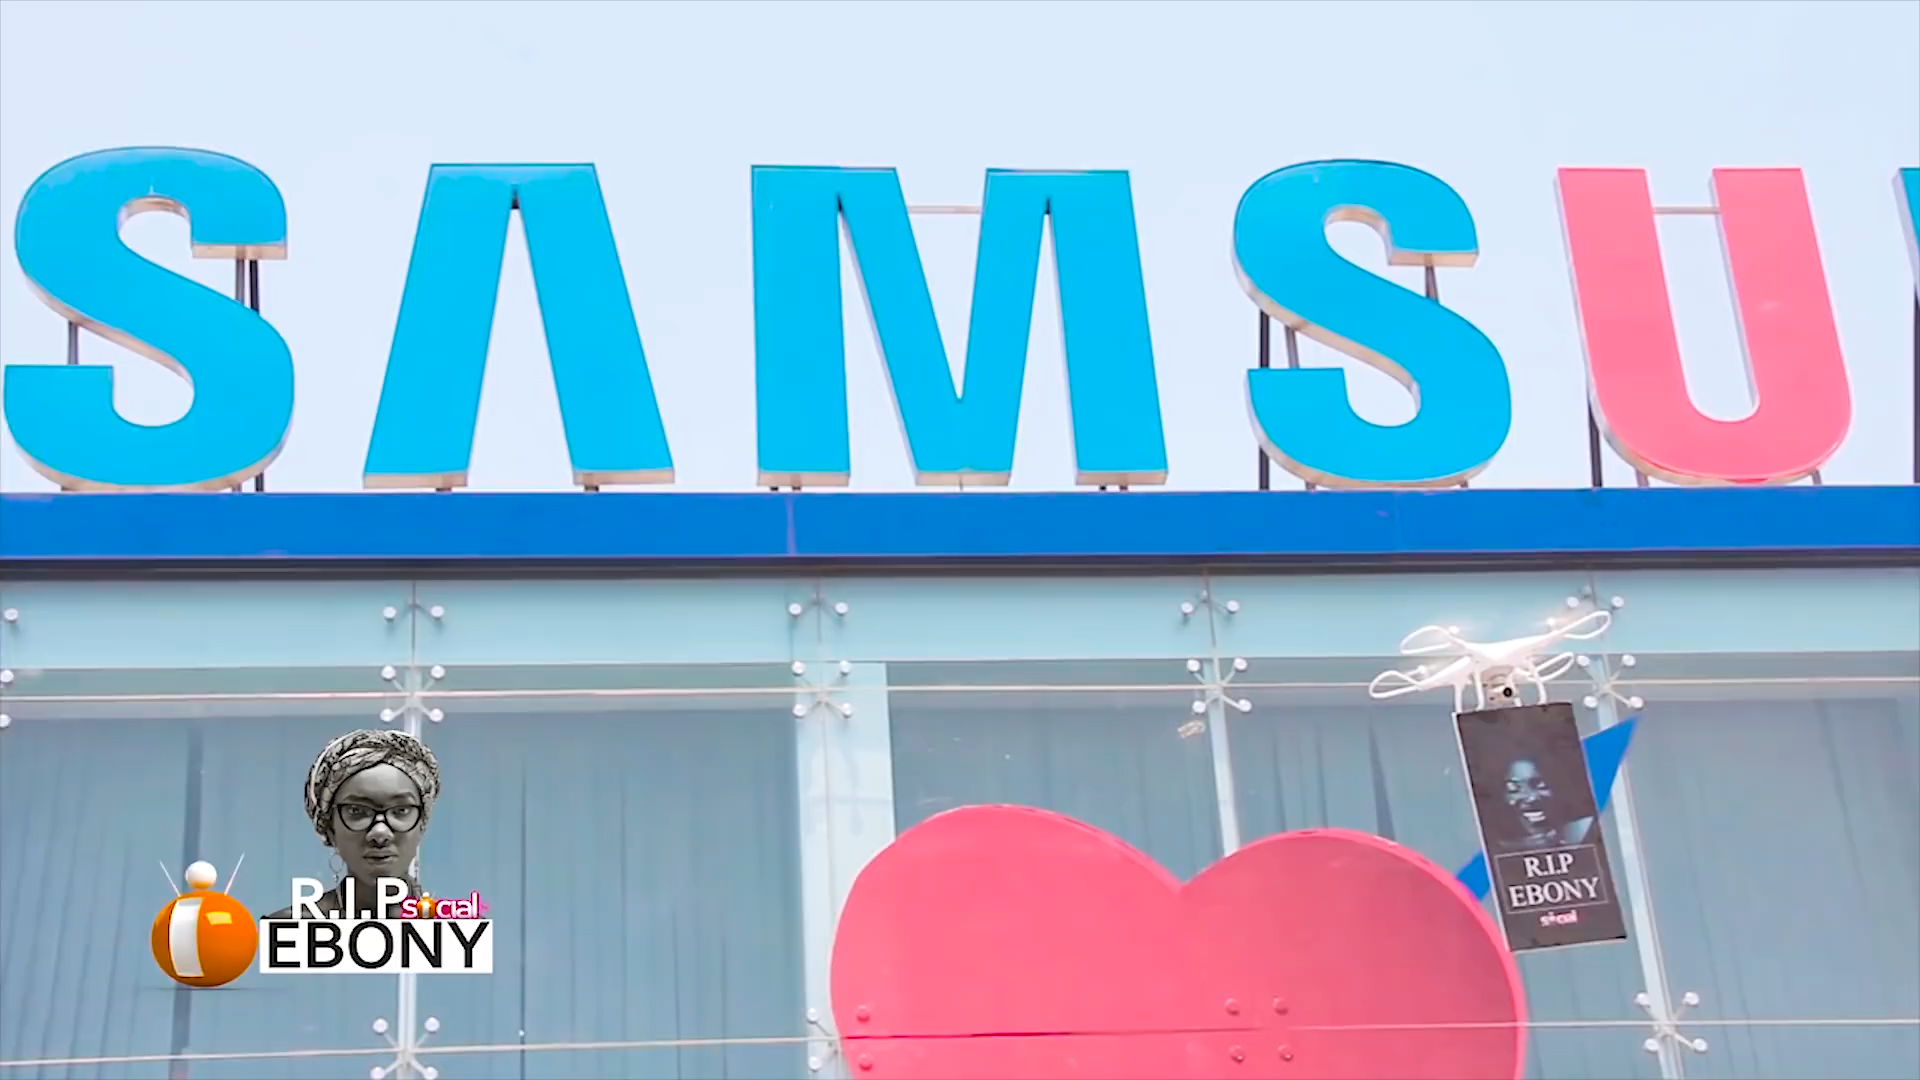 SAMSU
R.I.P
EBONY
social
R.I.P social
EBONY